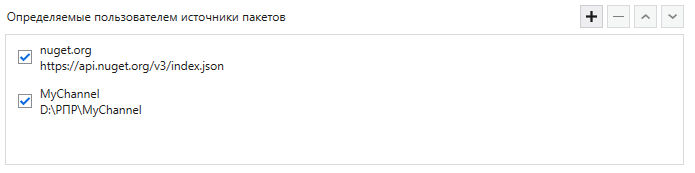 Определяемые пользователем источники пакетов
nuget.org
https://api.nuget.org/v3/index.json
MyChannel
D:\РПР\MyChannel